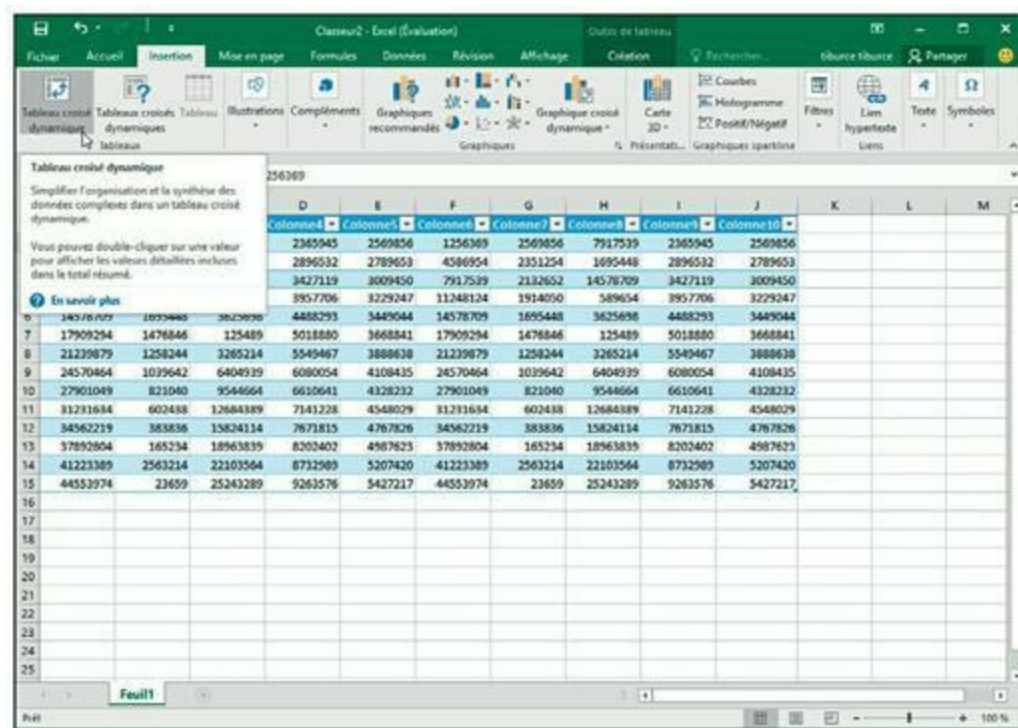 Classeur2 - Excel (Évaluation) Outils de tableau
Fichier Accueil Insertion Mise en page Formules Données Révision Affichage Création Rechercher... tiburce tiburce Partager
Tableau croisé dynamique
Tableaux croisés dynamiques
Tableau
Illustrations
Compléments
Graphiques recommandés
Graphique croisé dynamique
Carte 3D
Courbes
Histogramme
Positif/Négatif
Filtres
Lien hypertexte
Texte
Symboles
Tableaux Graphiques Présentati... Graphiques sparkline Liens
Tableau croisé dynamique
Simplifier l'organisation et la synthèse des
données complexes dans un tableau croisé
dynamique.
Vous pouvez double-cliquer sur une valeur
pour afficher les valeurs détaillées incluses
dans le total résumé.
En savoir plus
256369
D E F G H I J K L M
Colonne4 Colonne5 Colonne6 Colonne7 Colonne8 Colonne9 Colonne10
2365945 2569856 1256369 2569856 7917539 2365945 2569856
2896532 2789653 4586954 2351254 1695448 2896532 2789653
3427119 3009450 7917539 2132652 14578709 3427119 3009450
3957706 3229247 11248124 1914050 589654 3957706 3229247
6 14578709 1695448 3625698 4488293 3449044 14578709 1695448 3625698 4488293 3449044
7 17909294 1476846 125489 5018880 3668841 17909294 1476846 125489 5018880 3668841
8 21239879 1258244 3265214 5549467 3888638 21239879 1258244 3265214 5549467 3888638
9 24570464 1039642 6404939 6080054 4108435 24570464 1039642 6404939 6080054 4108435
10 27901049 821040 9544664 6610641 4328232 27901049 821040 9544664 6610641 4328232
11 31231634 602438 12684389 7141228 4548029 31231634 602438 12684389 7141228 4548029
12 34562219 383836 15824114 7671815 4767826 34562219 383836 15824114 7671815 4767826
13 37892804 165234 18963839 8202402 4987623 37892804 165234 18963839 8202402 4987623
14 41223389 2563214 22103564 8732989 5207420 41223389 2563214 22103564 8732989 5207420
15 44553974 23659 25243289 9263576 5427217 44553974 23659 25243289 9263576 5427217
16
17
18
19
20
21
22
23
24
25
Feuil1
Prêt 100 %